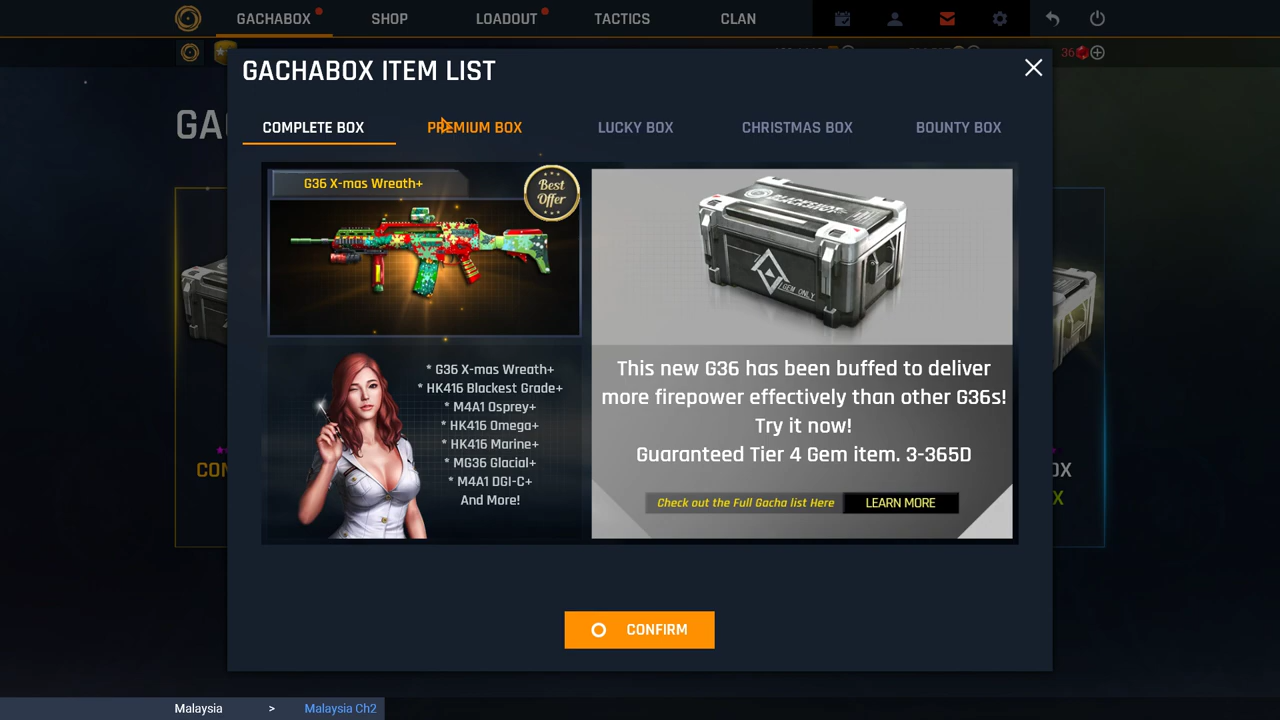 GACHABOX
SHOP
LOADOUT
TACTICS
CLAN
GACHABOX ITEM LIST
COMPLETE BOX
PREMIUM BOX
LUCKY BOX
CHRISTMAS BOX
BOUNTY BOX
G36 X-mas Wreath+
Best
Offer
* G36 X-mas Wreath+
* HK416 Blackest Grade+
* M4A1 Osprey+
* HK416 Omega+
* HK416 Marine+
* MG36 Glacial+
* M4A1 DGI-C+
And More!
BLACKSHOT
GEM ONLY
This new G36 has been buffed to deliver
more firepower effectively than other G36s!
Try it now!
Guaranteed Tier 4 Gem item. 3-365D
Check out the Full Gacha list Here
LEARN MORE
CONFIRM
Malaysia > Malaysia Ch2